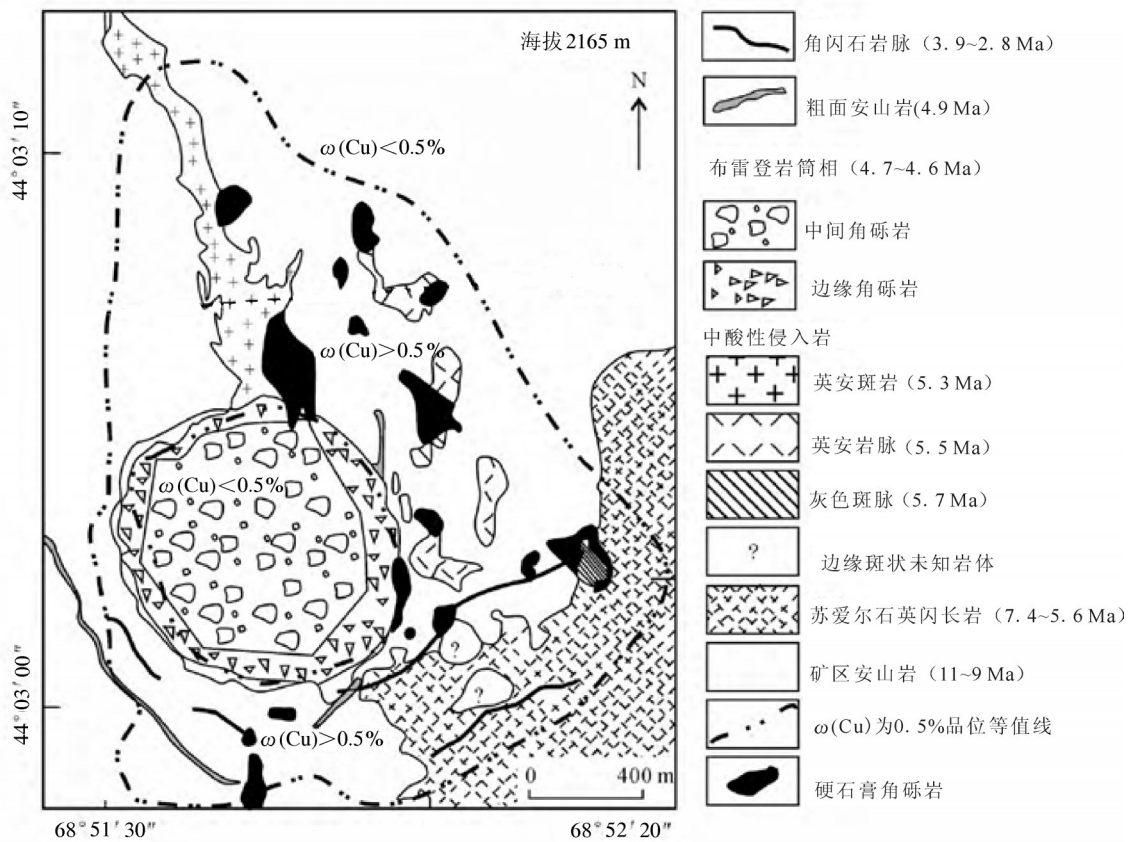 海拔2165 m
N
44°03′10″
44°03′00″
68°51′30″
68°52′20″
ω(Cu)<0.5%
ω(Cu)>0.5%
ω(Cu)<0.5%
ω(Cu)>0.5%
?
?
0 400 m
角闪石岩脉（3.9~2.8 Ma）
粗面安山岩(4.9 Ma)
布雷登岩筒相（4.7~4.6 Ma）
中间角砾岩
边缘角砾岩
中酸性侵入岩
英安斑岩（5.3 Ma）
英安岩脉（5.5 Ma）
灰色斑脉（5.7 Ma）
?
边缘斑状未知岩体
苏爱尔石英闪长岩（7.4~5.6 Ma）
矿区安山岩（11~9 Ma）
ω(Cu)为0.5%品位等值线
硬石膏角砾岩